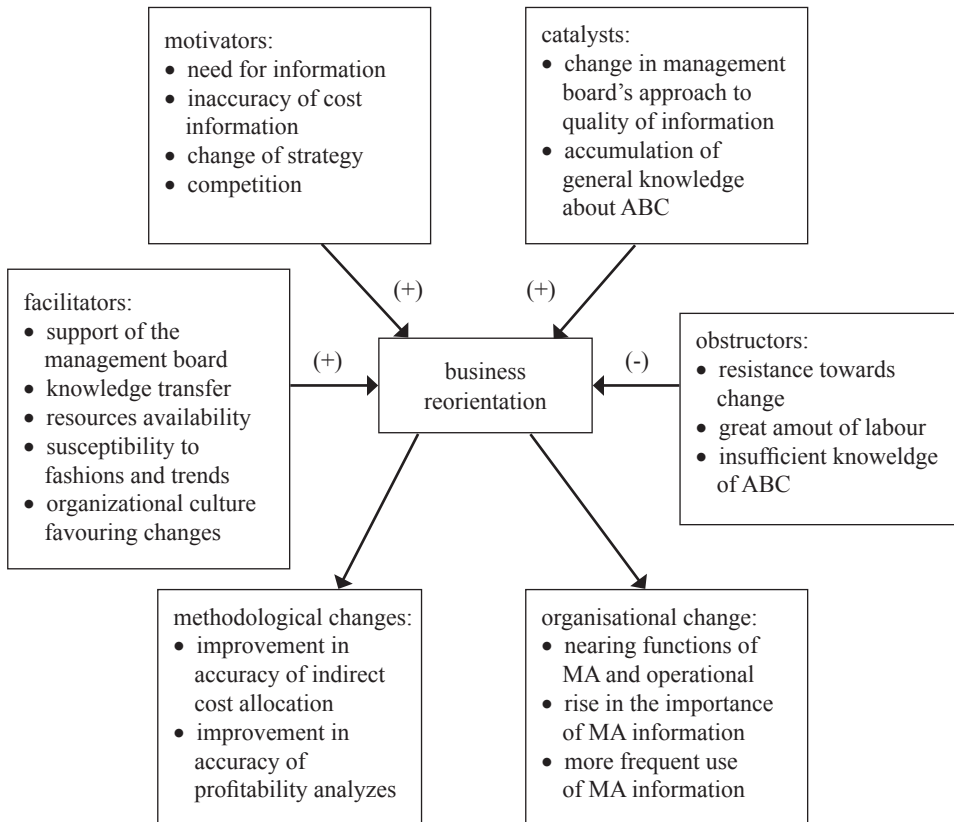 motivators:
• need for information
• inaccuracy of cost
information
• change of strategy
• competition
catalysts:
• change in management
board’s approach to
quality of information
• accumulation of
general knowledge
about ABC
(+)
(+)
facilitators:
• support of the
management board
• knowledge transfer
• resources availability
• susceptibility to
fashions and trends
• organizational culture
favouring changes
(+)
business
reorientation
(-)
obstructors:
• resistance towards
change
• great amout of labour
• insufficient knoweldge
of ABC
methodological changes:
• improvement in
accuracy of indirect
cost allocation
• improvement in
accuracy of
profitability analyzes
organisational change:
• nearing functions of
MA and operational
• rise in the importance
of MA information
• more frequent use
of MA information